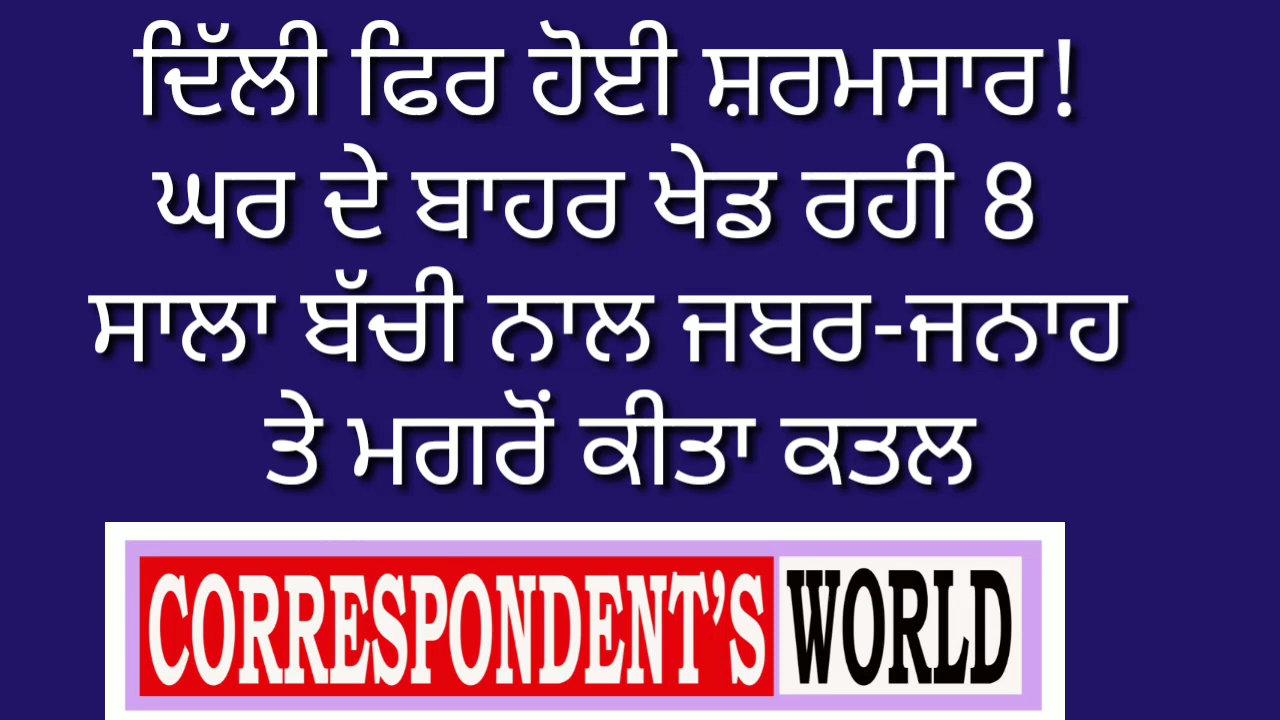 ਦਿੱਲੀ ਫਿਰ ਹੋਈ ਸ਼ਰਮਸਾਰ!
ਘਰ ਦੇ ਬਾਹਰ ਖੇਡ ਰਹੀ 8
ਸਾਲਾ ਬੱਚੀ ਨਾਲ ਜਬਰ-ਜਨਾਹ
ਤੇ ਮਗਰੋਂ ਕੀਤਾ ਕਤਲ
CORRESPONDENT'S WORLD